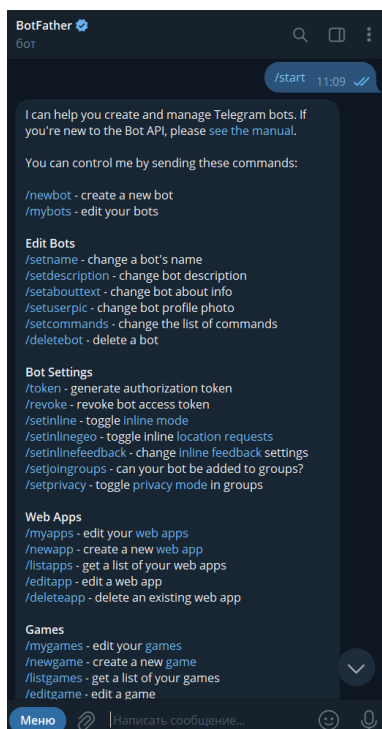 BotFather
бот
/start 11:09
I can help you create and manage Telegram bots. If
you're new to the Bot API, please see the manual.
You can control me by sending these commands:
/newbot - create a new bot
/mybots - edit your bots
Edit Bots
/setname - change a bot's name
/setdescription - change bot description
/setabouttext - change bot about info
/setuserpic - change bot profile photo
/setcommands - change the list of commands
/deletebot - delete a bot
Bot Settings
/token - generate authorization token
/revoke - revoke bot access token
/setinline - toggle inline mode
/setinlinegeo - toggle inline location requests
/setinlinefeedback - change inline feedback settings
/setjoingroups - can your bot be added to groups?
/setprivacy - toggle privacy mode in groups
Web Apps
/myapps - edit your web apps
/newapp - create a new web app
/listapps - get a list of your web apps
/editapp - edit a web app
/deleteapp - delete an existing web app
Games
/mygames - edit your games
/newgame - create a new game
/listgames - get a list of your games
/editgame - edit a game
Меню Написать сообщение...